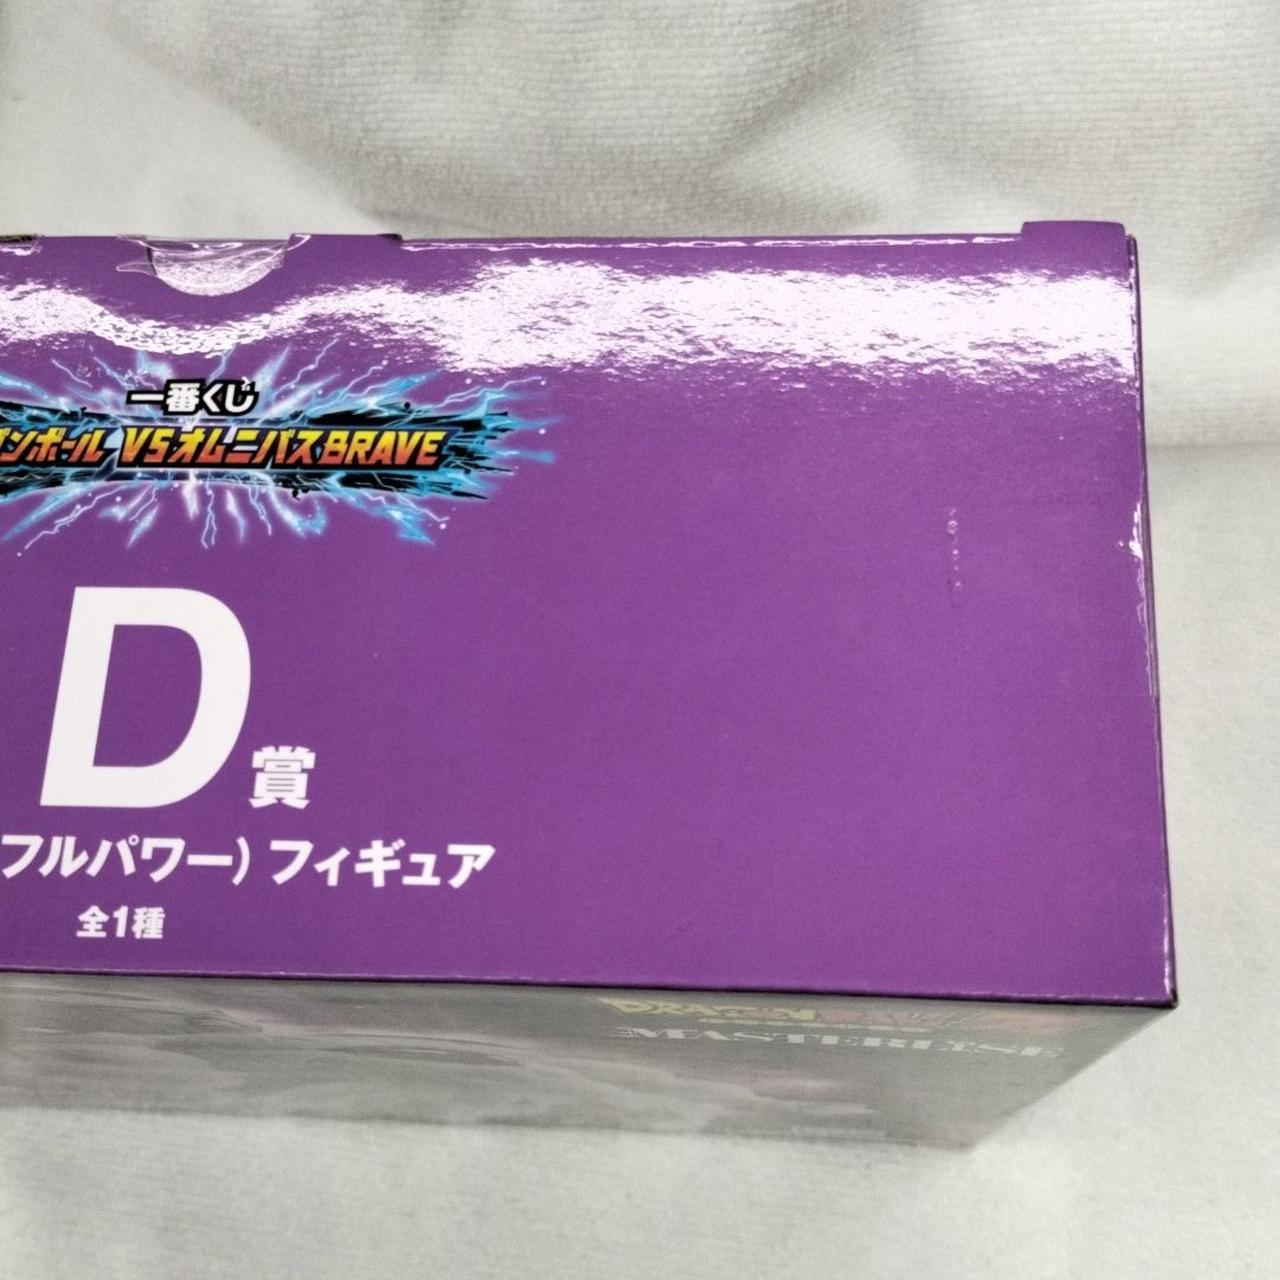 一番くじ
ンボール VSオムニバスBRAVE
D賞
フルパワー) フィギュア
全1種
MASTERLISE